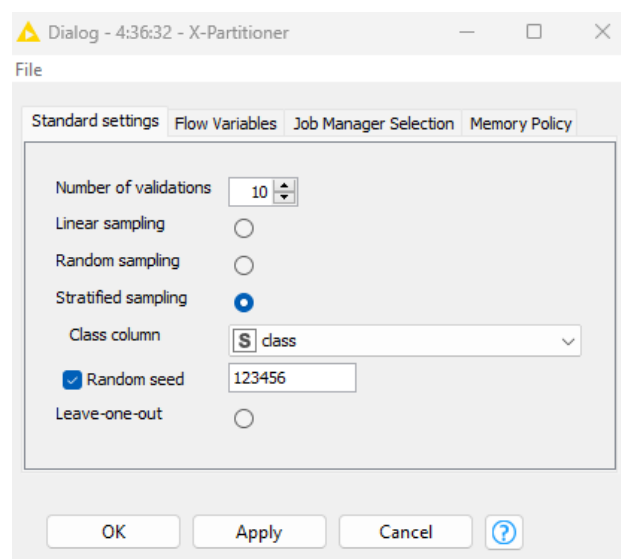 Dialog - 4:36:32 - X-Partitioner
File
Standard settings Flow Variables Job Manager Selection Memory Policy
Number of validations 10
Linear sampling
Random sampling
Stratified sampling
Class column S class
Random seed 123456
Leave-one-out
OK Apply Cancel ?